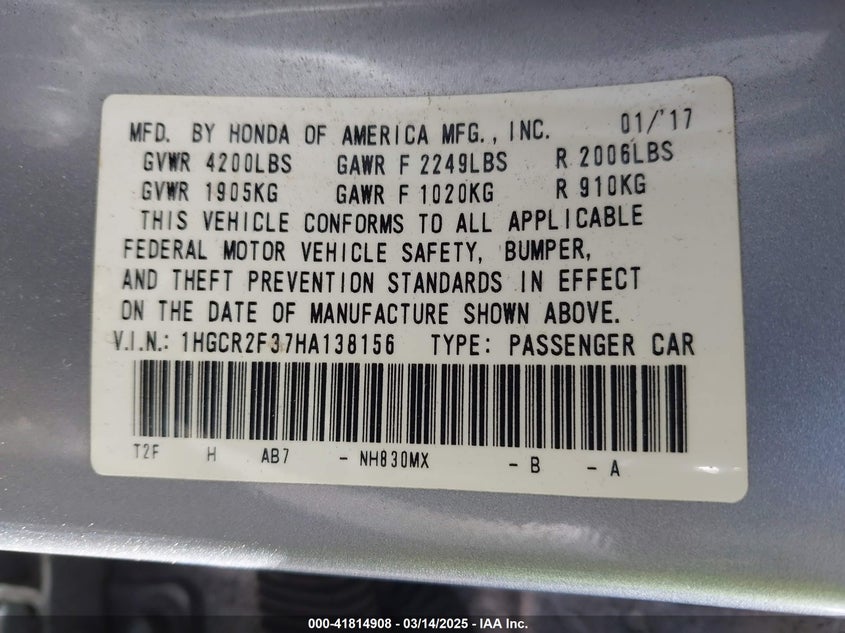 MFD. BY HONDA OF AMERICA MFG., INC. 01/'17
GVWR 4200LBS GAWR F 2249LBS R 2006LBS
GVWR 1905KG GAWR F 1020KG R 910KG
THIS VEHICLE CONFORMS TO ALL APPLICABLE
FEDERAL MOTOR VEHICLE SAFETY, BUMPER,
AND THEFT PREVENTION STANDARDS IN EFFECT
ON THE DATE OF MANUFACTURE SHOWN ABOVE.
V.I.N.: 1HGCR2F37HA138156 TYPE: PASSENGER CAR
T2F H AB7 - NH830MX - B - A
000-41814908 - 03/14/2025 - IAA Inc.